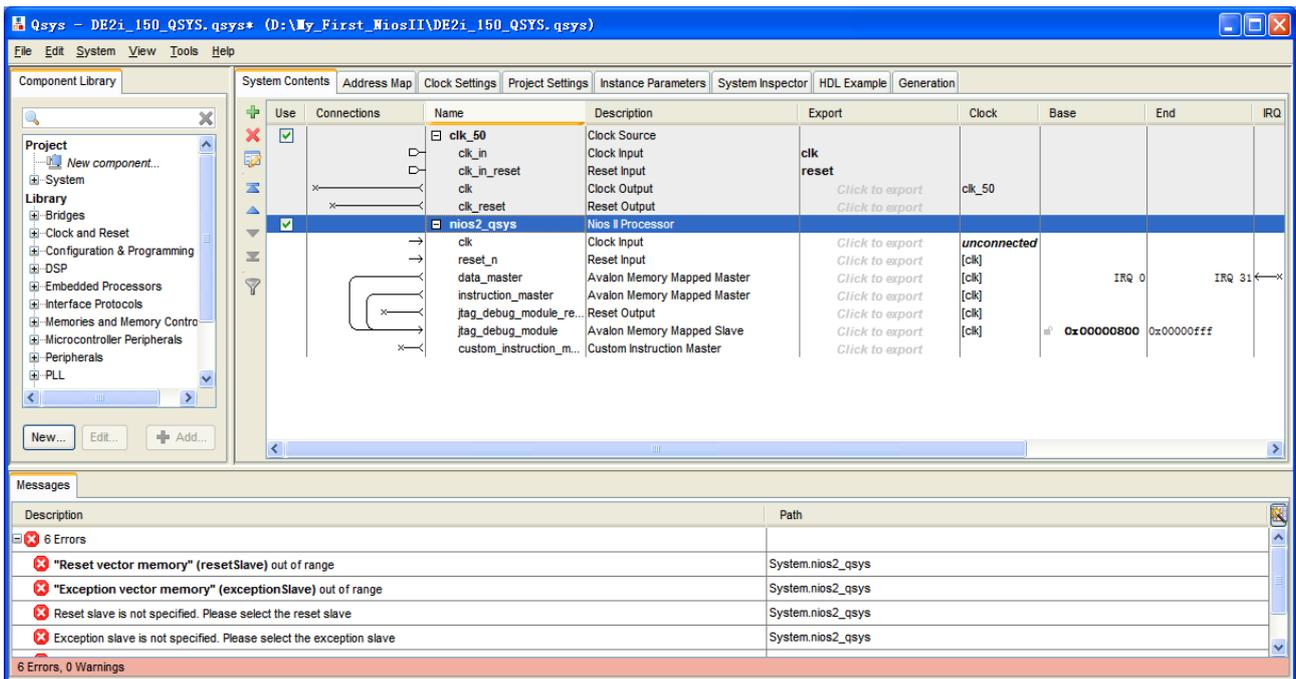 Qsys - DE2i_150_QSYS.qsys* (D:\My_First_NiosII\DE2i_150_QSYS.qsys)
File Edit System View Tools Help
Component Library
System Contents Address Map Clock Settings Project Settings Instance Parameters System Inspector HDL Example Generation
Use Connections Name Description Export Clock Base End IRQ
Project
New component...
System
Library
Bridges
Clock and Reset
Configuration & Programming
DSP
Embedded Processors
Interface Protocols
Memories and Memory Contro
Microcontroller Peripherals
Peripherals
PLL
New... Edit... Add...
clk_50 Clock Source
clk_in Clock Input clk
clk_in_reset Reset Input reset
clk Clock Output Click to export clk_50
clk_reset Reset Output Click to export
nios2_qsys Nios II Processor
clk Clock Input Click to export unconnected
reset_n Reset Input Click to export [clk]
data_master Avalon Memory Mapped Master Click to export [clk] IRQ 0 IRQ 31
instruction_master Avalon Memory Mapped Master Click to export [clk]
jtag_debug_module_re... Reset Output Click to export [clk]
jtag_debug_module Avalon Memory Mapped Slave Click to export [clk] 0x00000800 0x00000fff
custom_instruction_m... Custom Instruction Master Click to export
Messages
Description Path
6 Errors
"Reset vector memory" (resetSlave) out of range System.nios2_qsys
"Exception vector memory" (exceptionSlave) out of range System.nios2_qsys
Reset slave is not specified. Please select the reset slave System.nios2_qsys
Exception slave is not specified. Please select the exception slave System.nios2_qsys
6 Errors, 0 Warnings